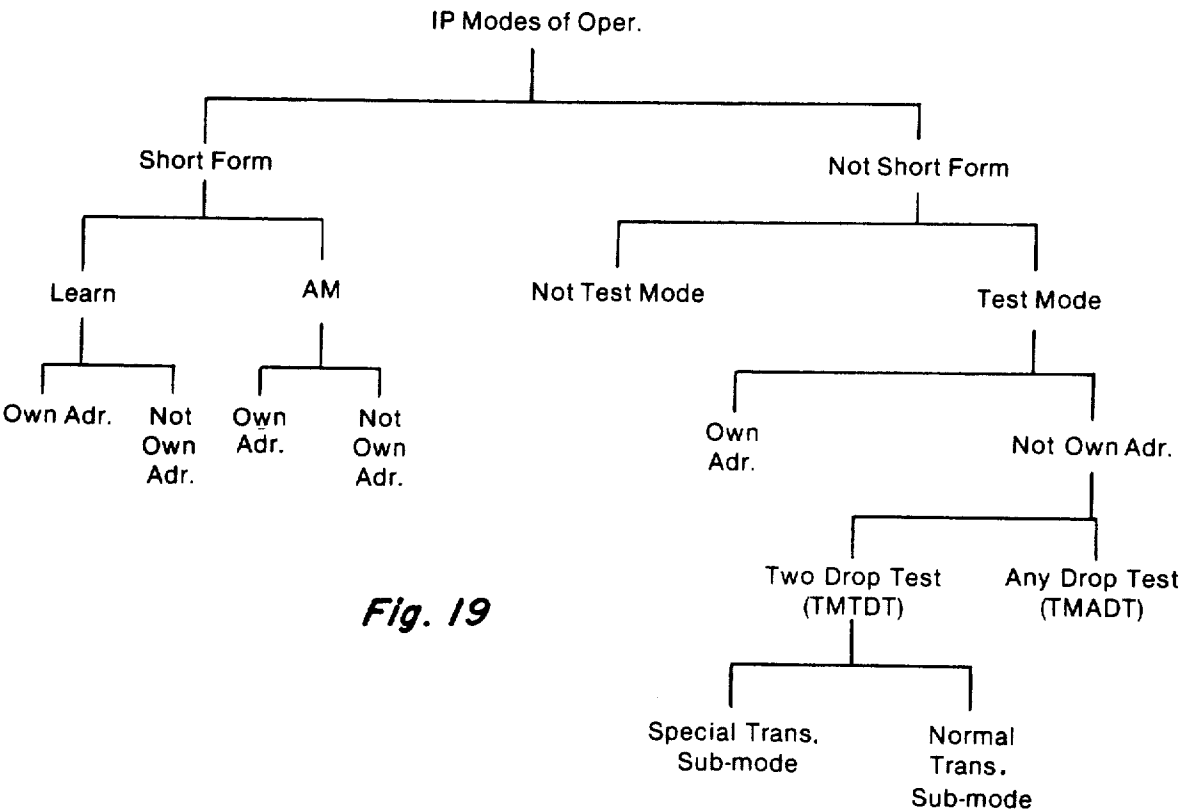 IP Modes of Oper.
Short Form
Not Short Form
Learn
AM
Not Test Mode
Test Mode
Own Adr.
Not
Own
Adr.
Own
Adr.
Not
Own
Adr.
Own
Adr.
Not Own Adr.
Two Drop Test
(TMTDT)
Any Drop Test
(TMADT)
Fig. 19
Special Trans.
Sub-mode
Normal
Trans.
Sub-mode